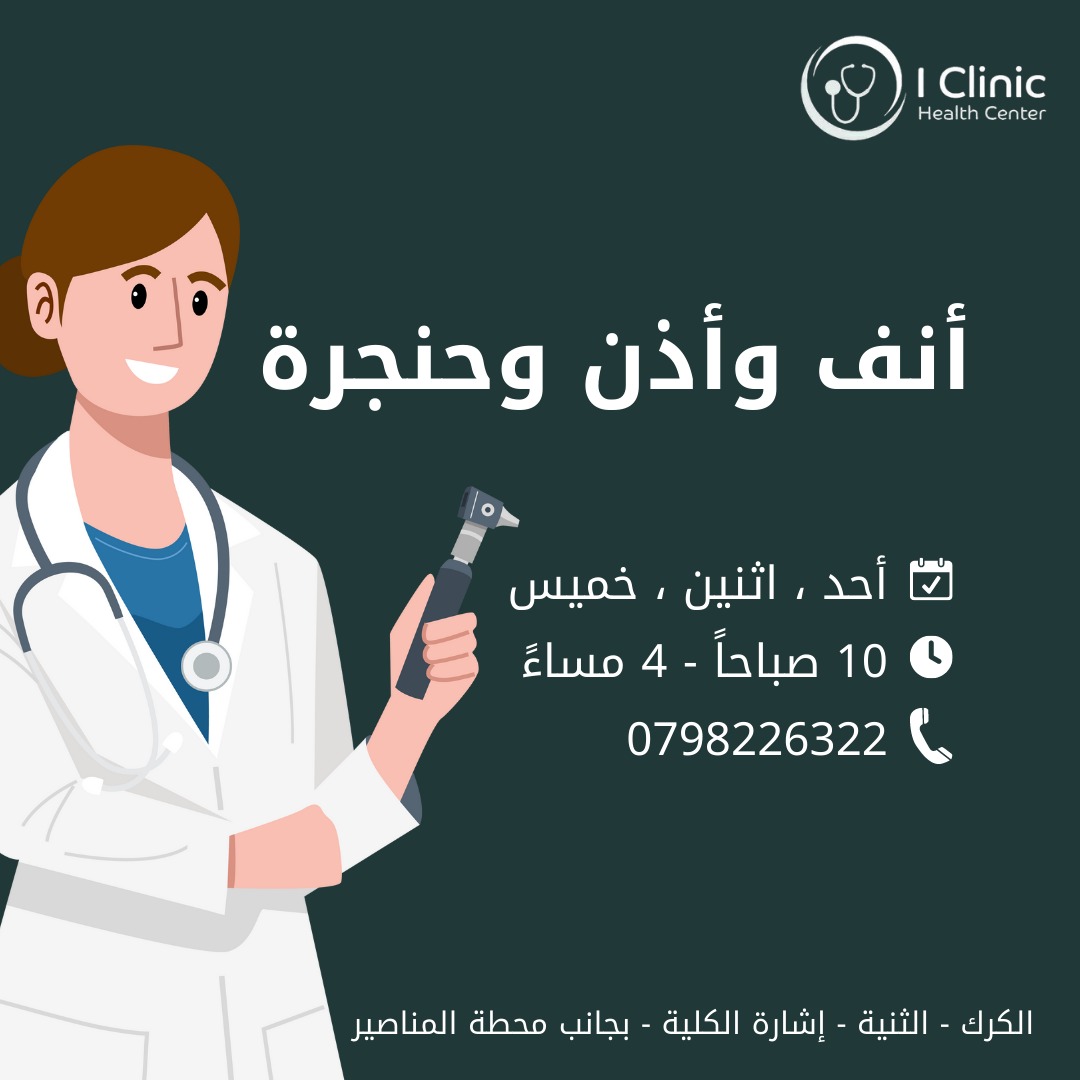 I Clinic
Health Center
أنف وأذن وحنجرة
أحد ، اثنين ، خميس
10 صباحاً - 4 مساءً
0798226322
الكرك - الثنية - إشارة الكلية - بجانب محطة المناصير